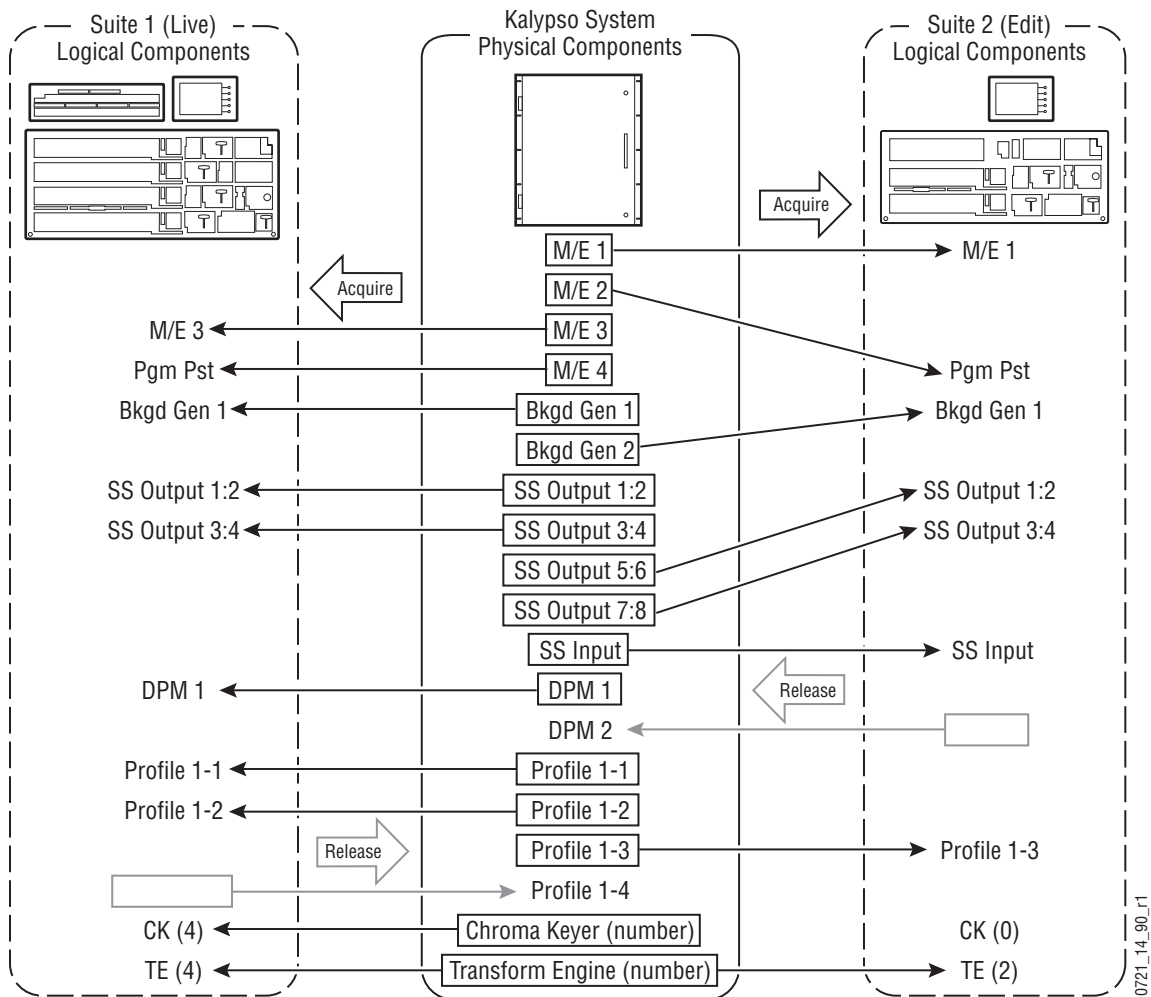 Suite 1 (Live)
Logical Components
Kalypso System
Physical Components
Suite 2 (Edit)
Logical Components
Acquire
M/E 1
M/E 1
Acquire
M/E 2
M/E 3
M/E 3
Pgm Pst
M/E 4
Pgm Pst
Bkgd Gen 1
Bkgd Gen 1
Bkgd Gen 1
Bkgd Gen 2
SS Output 1:2
SS Output 1:2
SS Output 1:2
SS Output 3:4
SS Output 3:4
SS Output 3:4
SS Output 5:6
SS Output 7:8
SS Input
SS Input
DPM 1
DPM 1
Release
DPM 2
Profile 1-1
Profile 1-1
Profile 1-2
Profile 1-2
Release
Profile 1-3
Profile 1-3
Profile 1-4
CK (4)
Chroma Keyer (number)
CK (0)
TE (4)
Transform Engine (number)
TE (2)
0721_14_90_r1